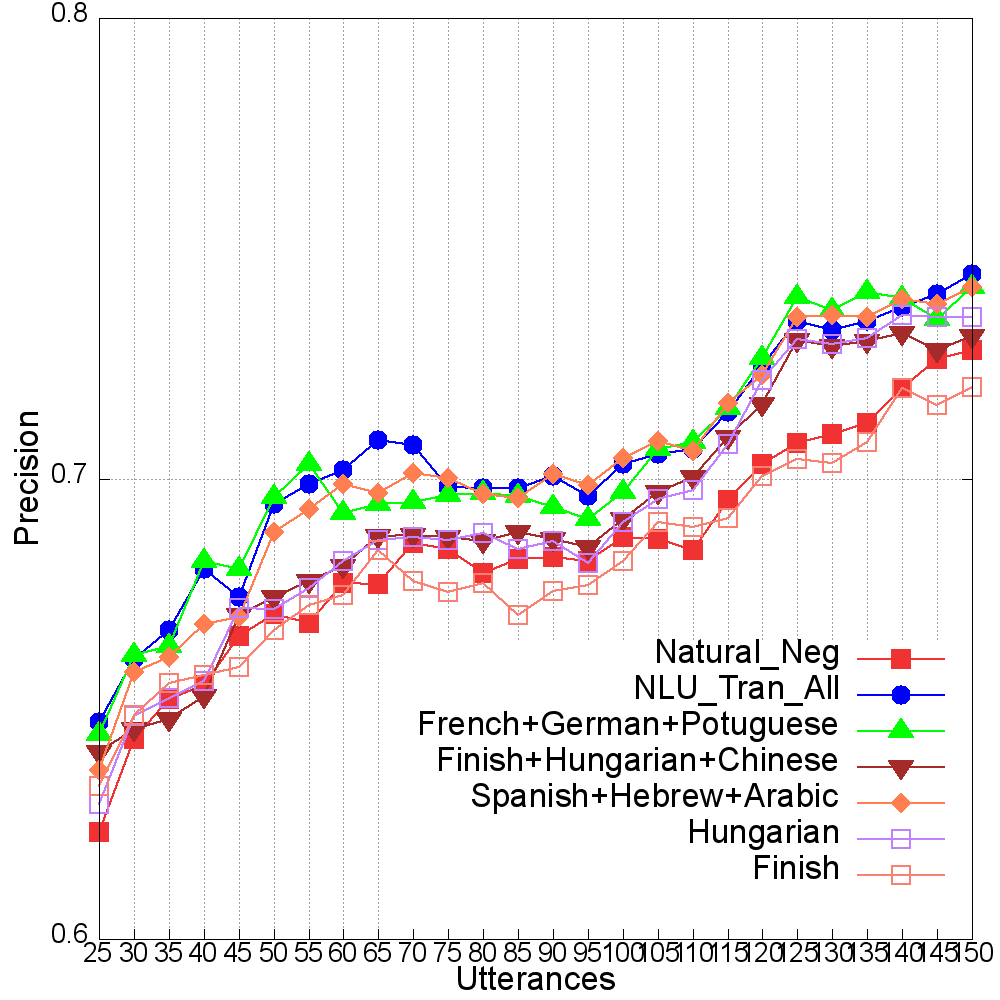 0.8
Precision
0.7
Natural_Neg
NLU_Tran_All
French+German+Potuguese
Finish+Hungarian+Chinese
Spanish+Hebrew+Arabic
Hungarian
Finish
0.6
25 30 35 40 45 50 55 60 65 70 75 80 85 90 95 100 105 110 115 120 125 130 135 140 145 150
Utterances